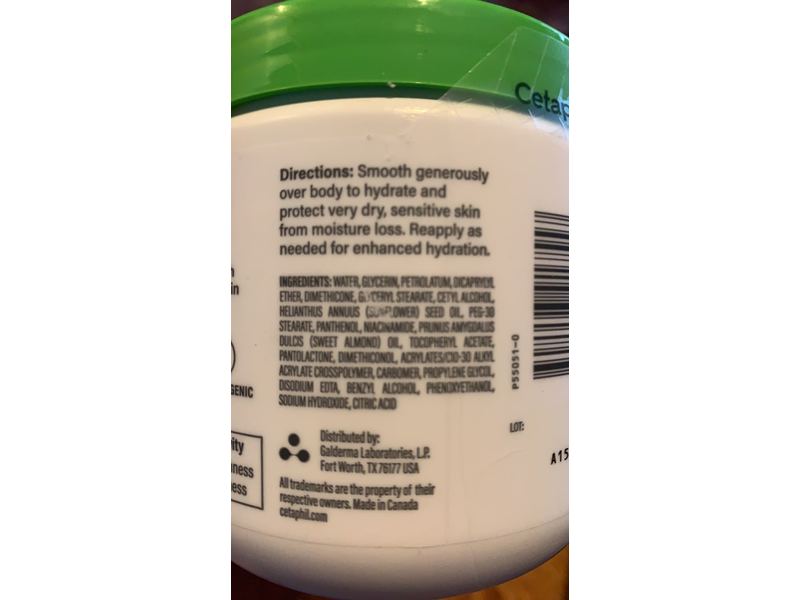 Cetap
Directions: Smooth generously
over body to hydrate and
protect very dry, sensitive skin
from moisture loss. Reapply as
needed for enhanced hydration.
n
in
INGREDIENTS: WATER, GLYCERIN, PETROLATUM, DICAPRYLYL
ETHER, DIMETHICONE, GLYCERYL STEARATE, CETYL ALCOHOL,
HELIANTHUS ANNUUS (SUNFLOWER) SEED OIL, PEG-30
STEARATE, PANTHENOL, NIACINAMIDE, PRUNUS AMYGDALUS
DULCIS (SWEET ALMOND) OIL, TOCOPHERYL ACETATE,
PANTOLACTONE, DIMETHICONOL, ACRYLATES/C10-30 ALKYL
ACRYLATE CROSSPOLYMER, CARBOMER, PROPYLENE GLYCOL,
DISODIUM EDTA, BENZYL ALCOHOL, PHENOXYETHANOL,
SODIUM HYDROXIDE, CITRIC ACID
GENIC
P55051-0
LOT:
A15
ity
ness
ess
Distributed by:
Galderma Laboratories, L.P.
Fort Worth, TX 76177 USA
All trademarks are the property of their
respective owners. Made in Canada
cetaphil.com